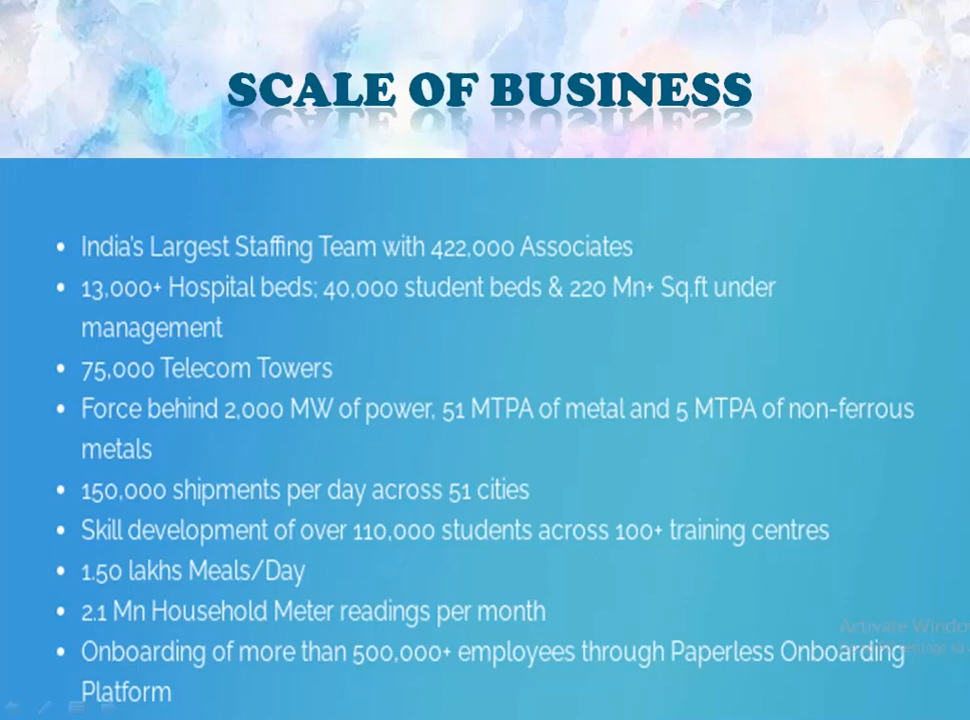 SCALE OF BUSINESS
• India's Largest Staffing Team with 422,000 Associates
• 13,000+ Hospital beds; 40,000 student beds & 220 Mn+ Sq.ft under
management
• 75,000 Telecom Towers
• Force behind 2,000 MW of power, 51 MTPA of metal and 5 MTPA of non-ferrous
metals
• 150,000 shipments per day across 51 cities
• Skill development of over 110,000 students across 100+ training centres
• 1.50 lakhs Meals/Day
• 2.1 Mn Household Meter readings per month
Activate Windo
• Onboarding of more than 500,000+ employees through Paperless Onboarding
Platform